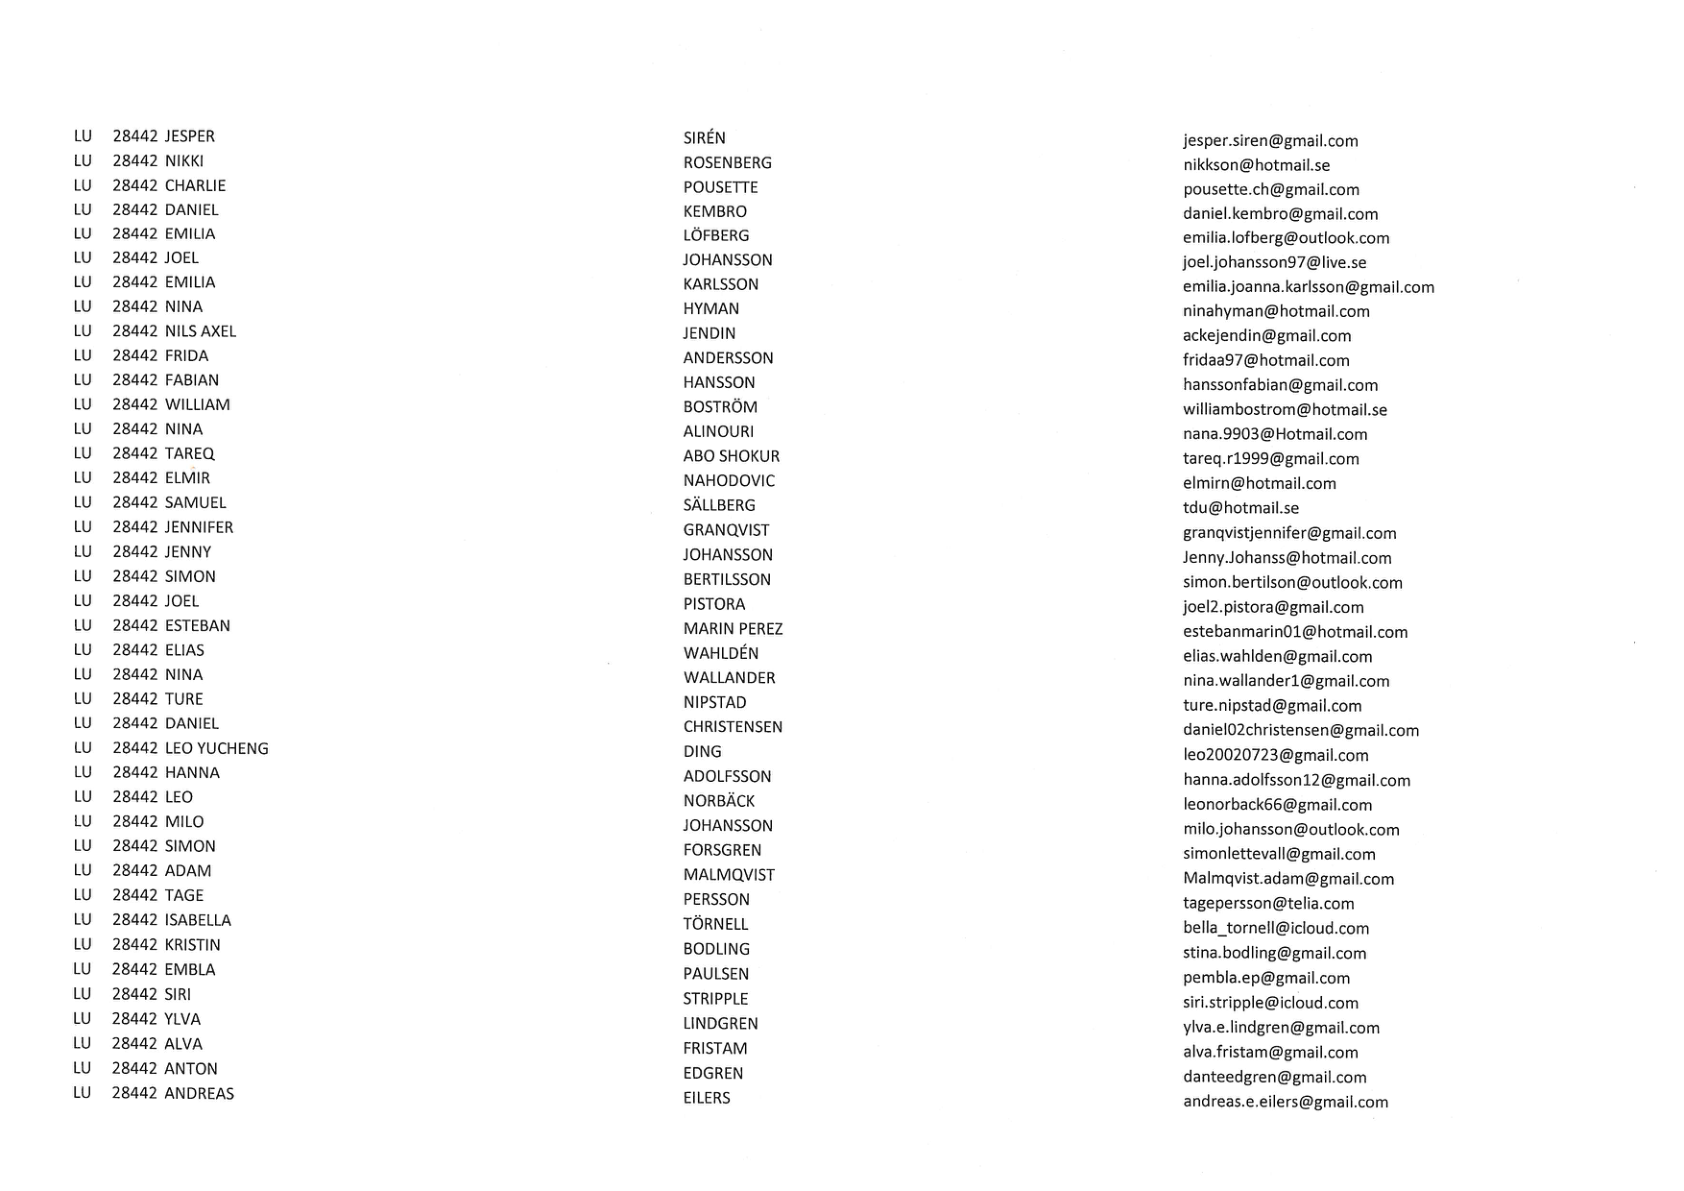 LU 28442 JESPER SIRÉN jesper.siren@gmail.com
LU 28442 NIKKI ROSENBERG nikkson@hotmail.se
LU 28442 CHARLIE POUSETTE pousette.ch@gmail.com
LU 28442 DANIEL KEMBRO daniel.kembro@gmail.com
LU 28442 EMILIA LÖFBERG emilia.lofberg@outlook.com
LU 28442 JOEL JOHANSSON joel.johansson97@live.se
LU 28442 EMILIA KARLSSON emilia.joanna.karlsson@gmail.com
LU 28442 NINA HYMAN ninahyman@hotmail.com
LU 28442 NILS AXEL JENDIN ackejendin@gmail.com
LU 28442 FRIDA ANDERSSON fridaa97@hotmail.com
LU 28442 FABIAN HANSSON hanssonfabian@gmail.com
LU 28442 WILLIAM BOSTRÖM williambostrom@hotmail.se
LU 28442 NINA ALINOURI nana.9903@Hotmail.com
LU 28442 TAREQ ABO SHOKUR tareq.r1999@gmail.com
LU 28442 ELMIR NAHODOVIC elmirn@hotmail.com
LU 28442 SAMUEL SÄLLBERG tdu@hotmail.se
LU 28442 JENNIFER GRANQVIST granqvistjennifer@gmail.com
LU 28442 JENNY JOHANSSON Jenny.Johanss@hotmail.com
LU 28442 SIMON BERTILSSON simon.bertilson@outlook.com
LU 28442 JOEL PISTORA joel2.pistora@gmail.com
LU 28442 ESTEBAN MARIN PEREZ estebanmarin01@hotmail.com
LU 28442 ELIAS WAHLDÉN elias.wahlden@gmail.com
LU 28442 NINA WALLANDER nina.wallander1@gmail.com
LU 28442 TURE NIPSTAD ture.nipstad@gmail.com
LU 28442 DANIEL CHRISTENSEN daniel02christensen@gmail.com
LU 28442 LEO YUCHENG DING leo20020723@gmail.com
LU 28442 HANNA ADOLFSSON hanna.adolfsson12@gmail.com
LU 28442 LEO NORBÄCK leonorback66@gmail.com
LU 28442 MILO JOHANSSON milo.johansson@outlook.com
LU 28442 SIMON FORSGREN simonlettevall@gmail.com
LU 28442 ADAM MALMQVIST Malmqvist.adam@gmail.com
LU 28442 TAGE PERSSON tagepersson@telia.com
LU 28442 ISABELLA TÖRNELL bella_tornell@icloud.com
LU 28442 KRISTIN BODLING stina.bodling@gmail.com
LU 28442 EMBLA PAULSEN pembla.ep@gmail.com
LU 28442 SIRI STRIPPLE siri.stripple@icloud.com
LU 28442 YLVA LINDGREN ylva.e.lindgren@gmail.com
LU 28442 ALVA FRISTAM alva.fristam@gmail.com
LU 28442 ANTON EDGREN danteedgren@gmail.com
LU 28442 ANDREAS EILERS andreas.e.eilers@gmail.com